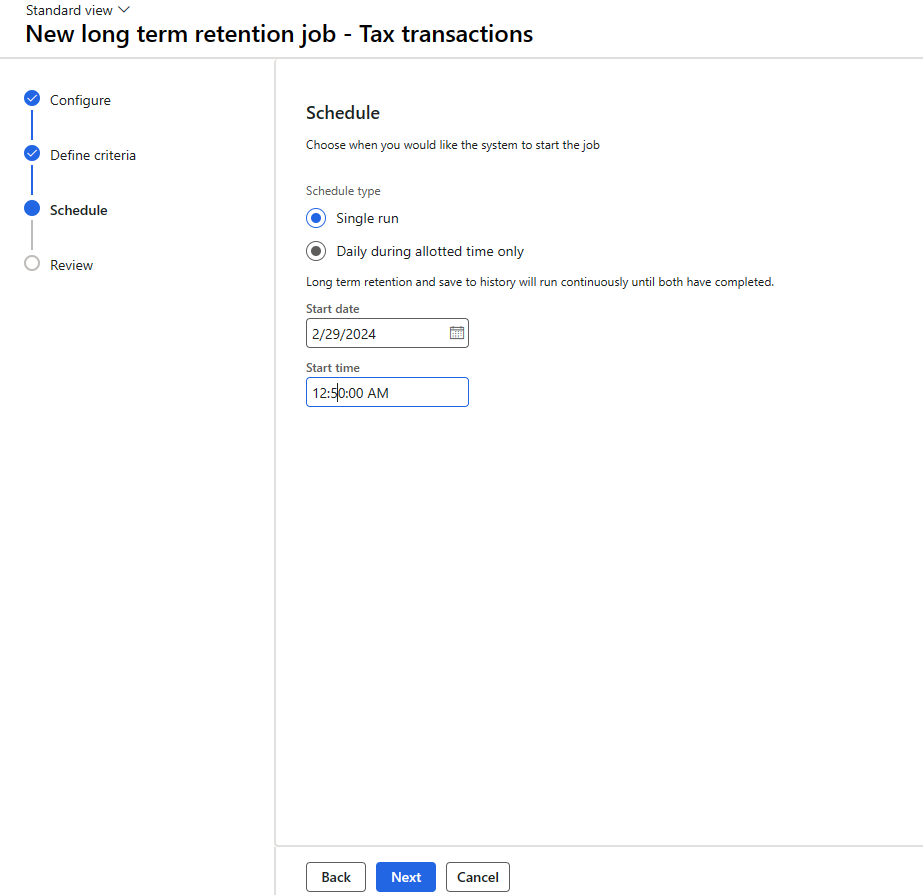 Standard view
New long term retention job - Tax transactions
Configure
Define criteria
Schedule
Review
Schedule
Choose when you would like the system to start the job
Schedule type
Single run
Daily during allotted time only
Long term retention and save to history will run continuously until both have completed.
Start date
2/29/2024
Start time
12:50:00 AM
Back
Next
Cancel